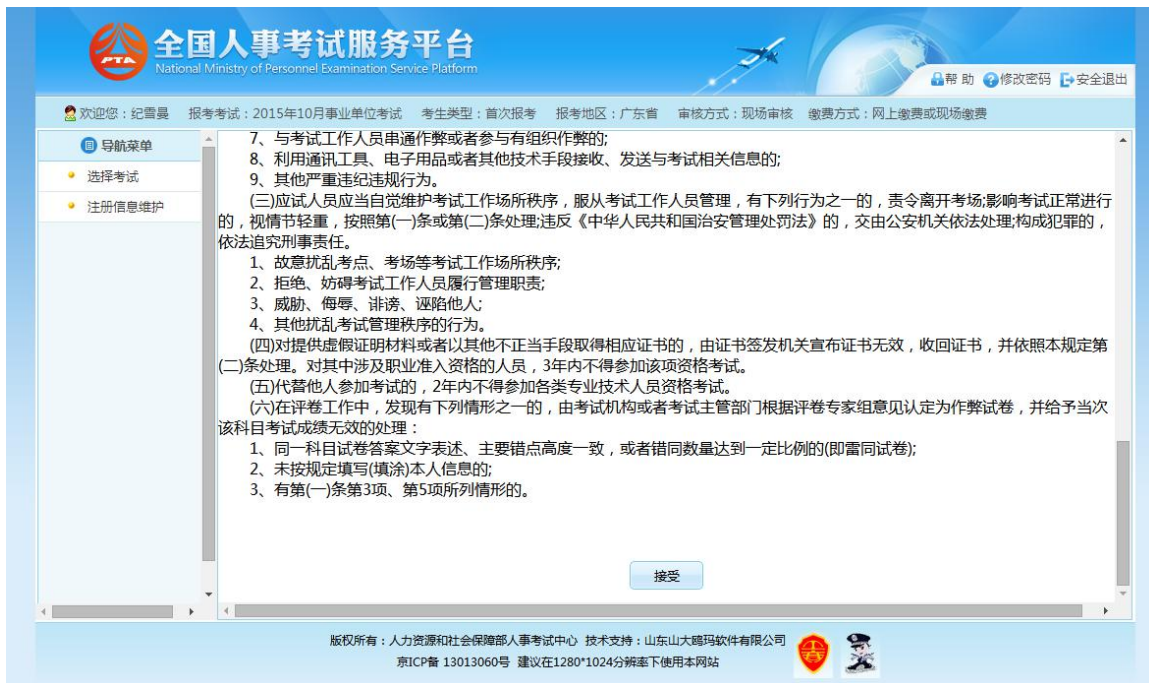 PTA
全国人事考试服务平台
National Ministry of Personnel Examination Service Platform
帮 助 修改密码 安全退出
欢迎您：纪雪曼 报考考试：2015年10月事业单位考试 考生类型：首次报考 报考地区：广东省 审核方式：现场审核 缴费方式：网上缴费或现场缴费
导航菜单
选择考试
注册信息维护
7、与考试工作人员串通作弊或者参与有组织作弊的;
8、利用通讯工具、电子用品或者其他技术手段接收、发送与考试相关信息的;
9、其他严重违纪违规行为。
(三)应试人员应当自觉维护考试工作场所秩序，服从考试工作人员管理，有下列行为之一的，责令离开考场;影响考试正常进行
的，视情节轻重，按照第(一)条或第(二)条处理;违反《中华人民共和国治安管理处罚法》的，交由公安机关依法处理;构成犯罪的，
依法追究刑事责任。
1、故意扰乱考点、考场等考试工作场所秩序;
2、拒绝、妨碍考试工作人员履行管理职责;
3、威胁、侮辱、诽谤、诬陷他人;
4、其他扰乱考试管理秩序的行为。
(四)对提供虚假证明材料或者以其他不正当手段取得相应证书的，由证书签发机关宣布证书无效，收回证书，并依照本规定第
(二)条处理。对其中涉及职业准入资格的人员，3年内不得参加该项资格考试。
(五)代替他人参加考试的，2年内不得参加各类专业技术人员资格考试。
(六)在评卷工作中，发现有下列情形之一的，由考试机构或者考试主管部门根据评卷专家组意见认定为作弊试卷，并给予当次
该科目考试成绩无效的处理：
1、同一科目试卷答案文字表述、主要错点高度一致，或者错同数量达到一定比例的(即雷同试卷);
2、未按规定填写(填涂)本人信息的;
3、有第(一)条第3项、第5项所列情形的。
接受
版权所有：人力资源和社会保障部人事考试中心 技术支持：山东山大鸥玛软件有限公司
京ICP备 13013060号 建议在1280*1024分辨率下使用本网站